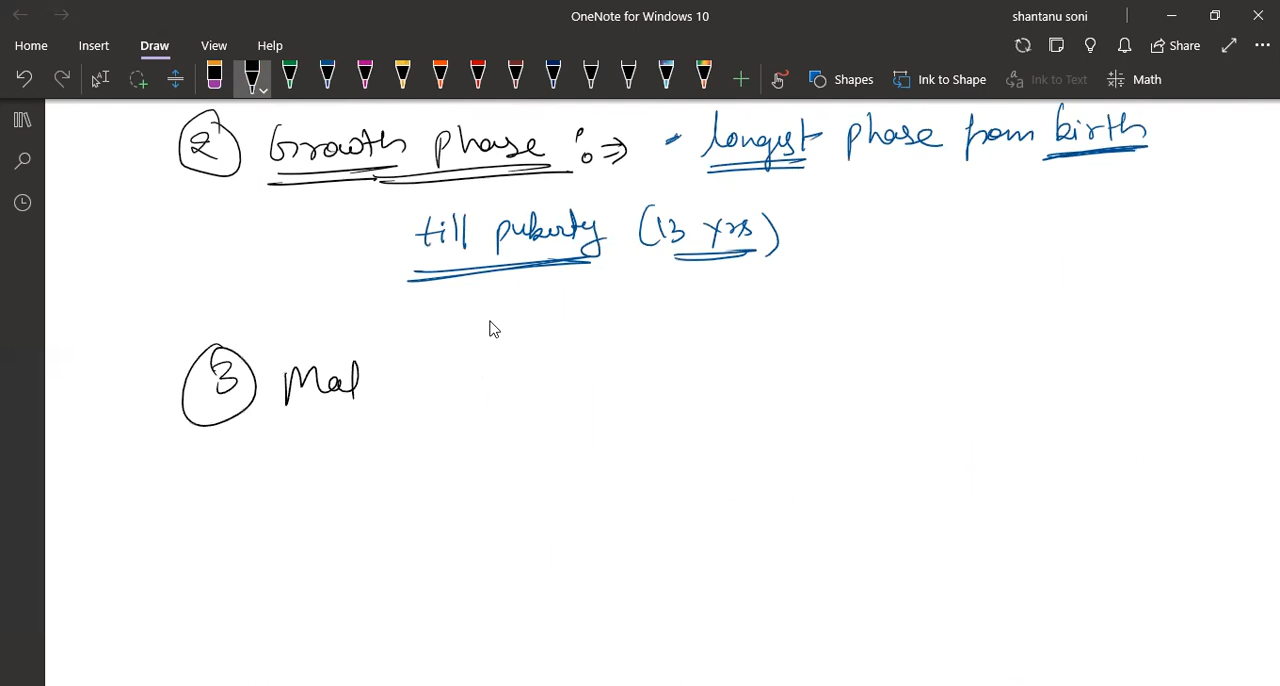 OneNote for Windows 10
shantanu soni
Home Insert Draw View Help
Share
Shapes Ink to Shape Ink to Text Math
2 Growth phase :⇒ • longest phase from birth
till puberty (13 yrs)
3 Mal